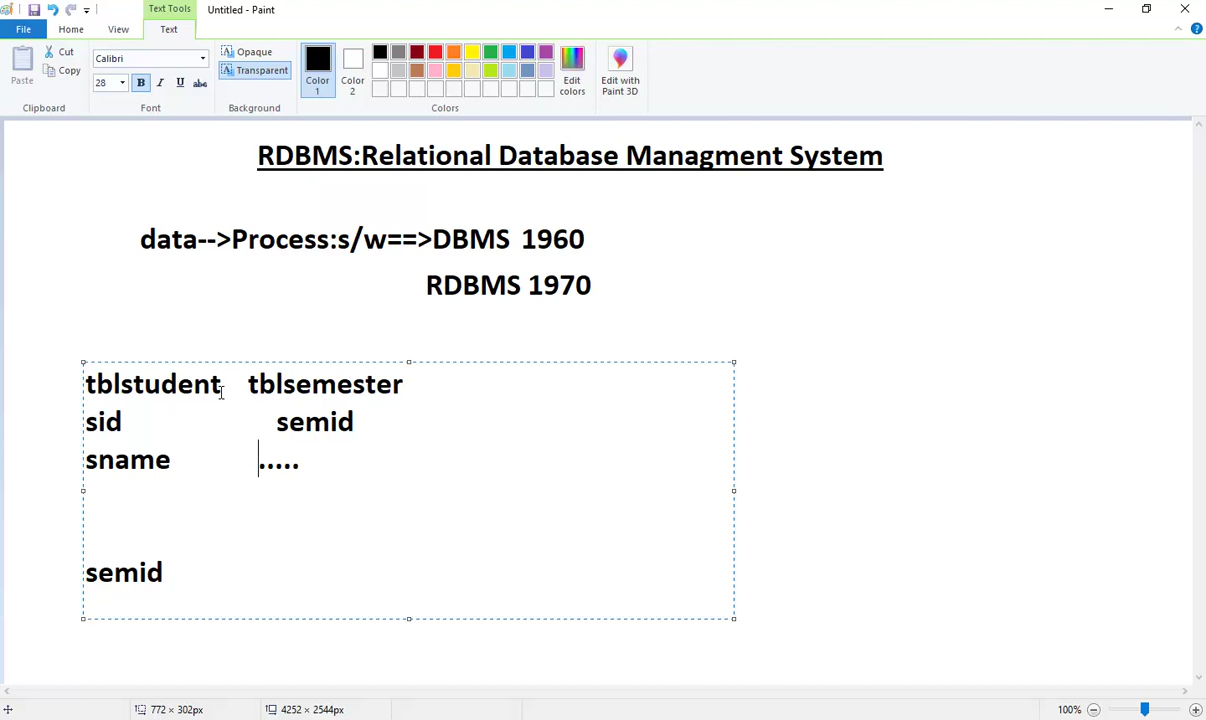 Text Tools
Untitled - Paint
File Home View Text
Paste
Cut
Copy
Clipboard
Calibri
28 B I U abc
Font
Opaque
Transparent
Background
Color 1
Color 2
Edit colors
Colors
Edit with Paint 3D
RDBMS:Relational Database Managment System
data-->Process:s/w==>DBMS 1960
RDBMS 1970
tblstudent tblsemester
sid semid
sname .....
semid
772 × 302px 4252 × 2544px 100%